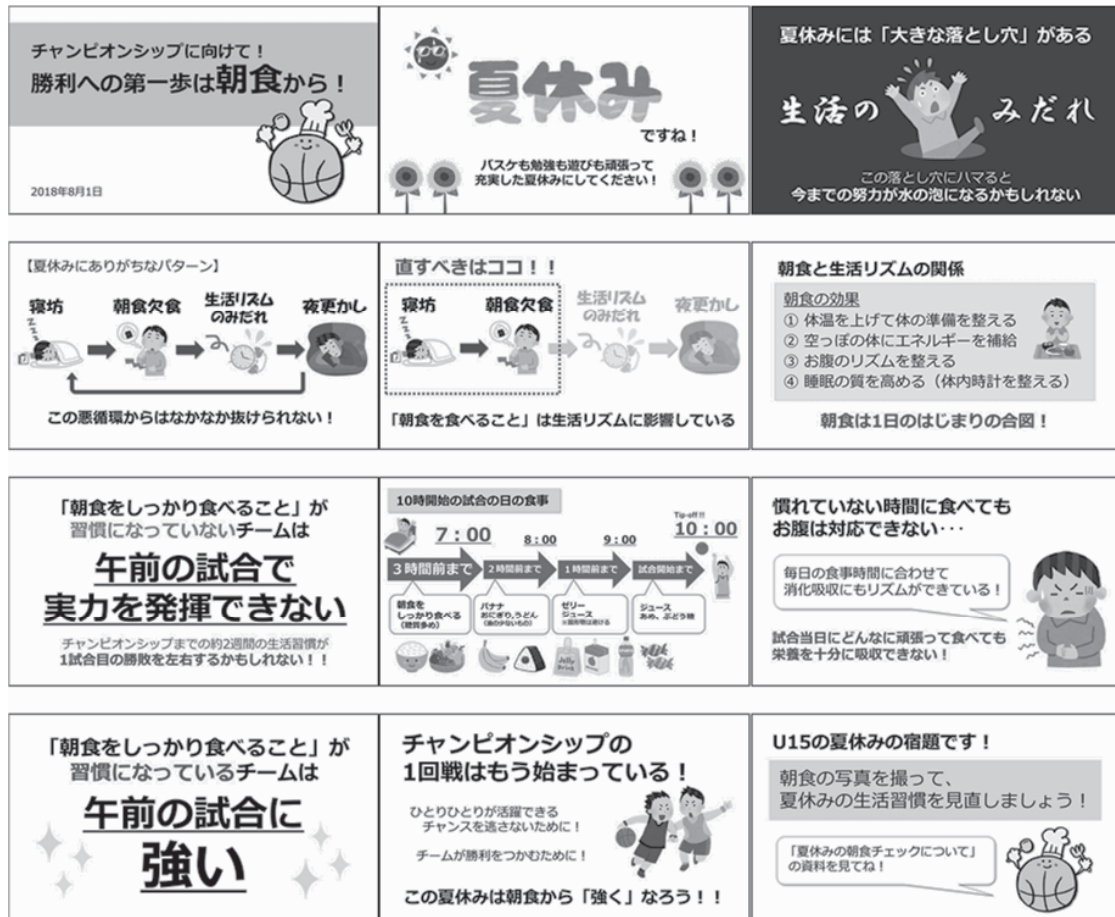 チャンピオンシップに向けて！
勝利への第一歩は朝食から！
2018年8月1日
夏休み
ですね！
バスケも勉強も遊びも頑張って
充実した夏休みにしてください！
夏休みには「大きな落とし穴」がある
生活の みだれ
この落とし穴にハマると
今までの努力が水の泡になるかもしれない
【夏休みにありがちなパターン】
寝坊
朝食欠食
生活リズム
のみだれ
夜更かし
この悪循環からはなかなか抜けられない！
直すべきはココ！！
寝坊
朝食欠食
生活リズム
のみだれ
夜更かし
「朝食を食べること」は生活リズムに影響している
朝食と生活リズムの関係
朝食の効果
① 体温を上げて体の準備を整える
② 空っぽの体にエネルギーを補給
③ お腹のリズムを整える
④ 睡眠の質を高める（体内時計を整える）
朝食は1日のはじまりの合図！
「朝食をしっかり食べること」が
習慣になっていないチームは
午前の試合で
実力を発揮できない
チャンピオンシップまでの約2週間の生活習慣が
1試合目の勝敗を左右するかもしれない！！
10時開始の試合の日の食事
7：00
8：00
9：00
Tip-off!!
10：00
3時間前まで
2時間前まで
1時間前まで
試合開始まで
朝食を
しっかり食べる
（糖質多め）
バナナ
おにぎり,うどん
（油の少ないもの）
ゼリー
ジュース
※固形物は避ける
ジュース
あめ、ぶどう糖
Jelly
Drink
慣れていない時間に食べても
お腹は対応できない･･･
毎日の食事時間に合わせて
消化吸収にもリズムができている！
試合当日にどんなに頑張って食べても
栄養を十分に吸収できない！
「朝食をしっかり食べること」が
習慣になっているチームは
午前の試合に
強い
チャンピオンシップの
1回戦はもう始まっている！
ひとりひとりが活躍できる
チャンスを逃さないために！
チームが勝利をつかむために！
この夏休みは朝食から「強く」なろう！！
U15の夏休みの宿題です！
朝食の写真を撮って、
夏休みの生活習慣を見直しましょう！
「夏休みの朝食チェックについて」
の資料を見てね！